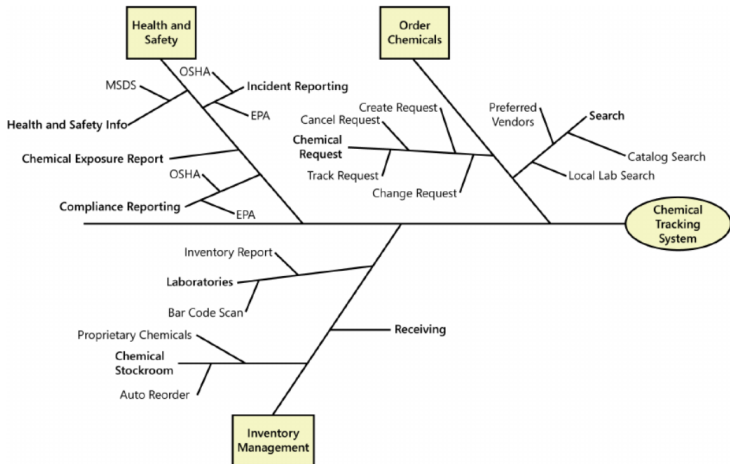 Health and
Safety
Order
Chemicals
OSHA
MSDS
Incident Reporting
EPA
Health and Safety Info
Chemical Exposure Report
OSHA
Compliance Reporting
EPA
Create Request
Cancel Request
Chemical
Request
Track Request
Change Request
Preferred
Vendors
Search
Catalog Search
Local Lab Search
Chemical
Tracking
System
Inventory Report
Laboratories
Bar Code Scan
Receiving
Proprietary Chemicals
Chemical
Stockroom
Auto Reorder
Inventory
Management